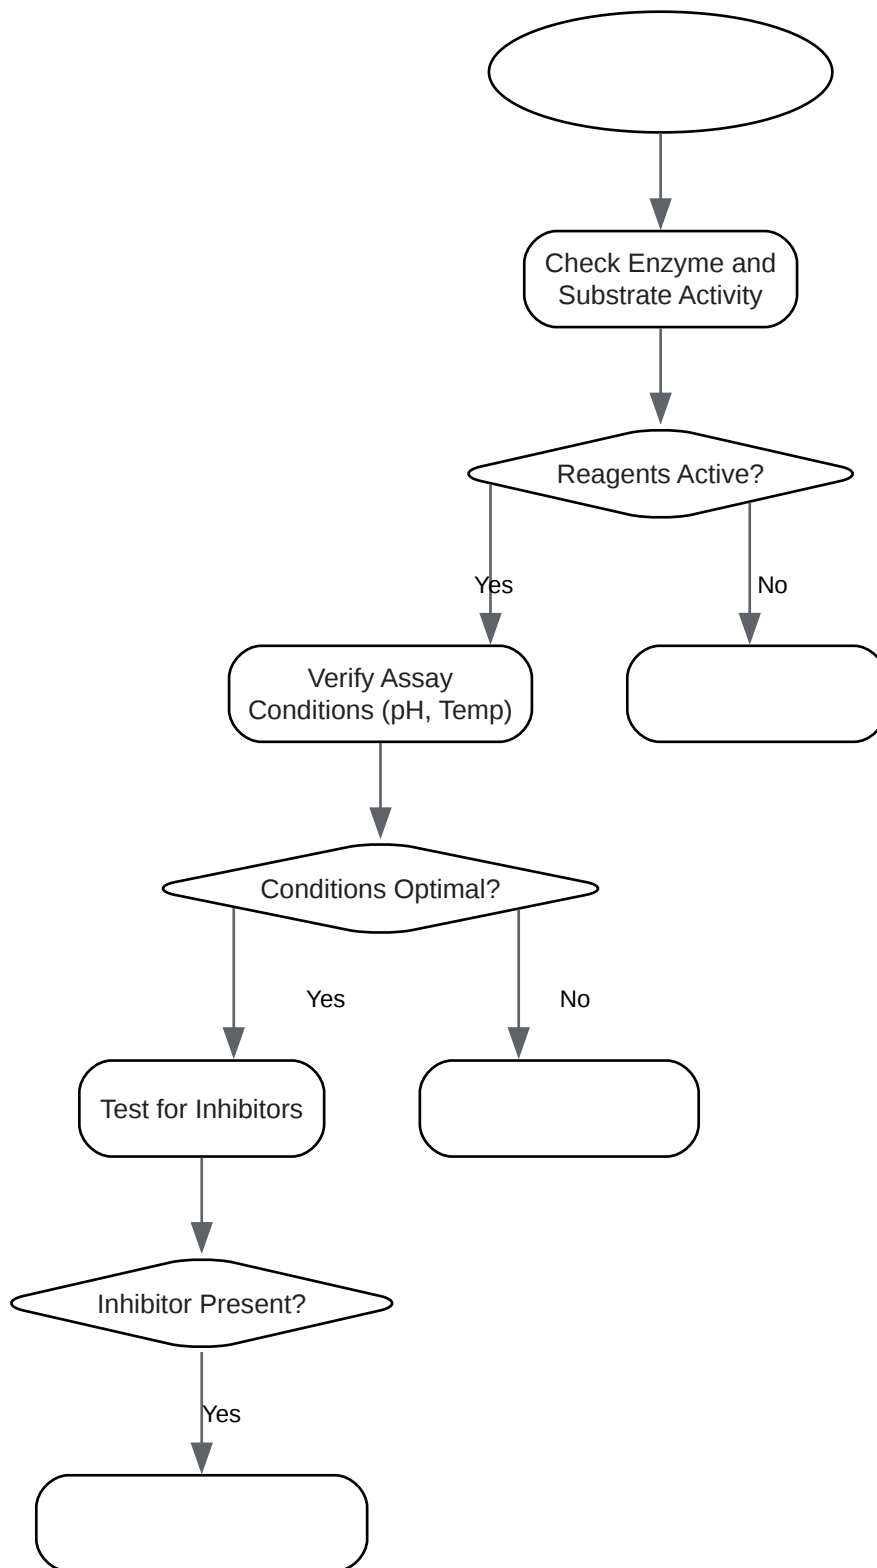 Check Enzyme and
Substrate Activity
Reagents Active?
Yes
No
Verify Assay
Conditions (pH, Temp)
Conditions Optimal?
Yes
No
Test for Inhibitors
Inhibitor Present?
Yes